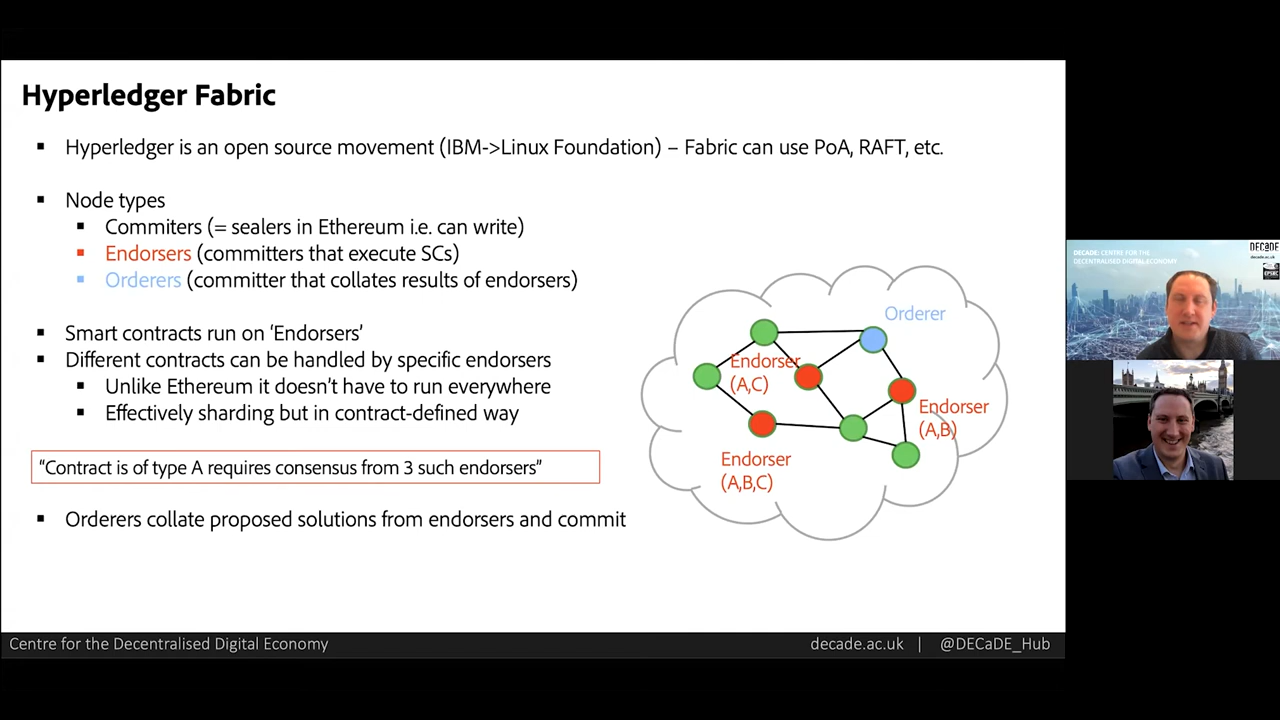 Hyperledger Fabric
Hyperledger is an open source movement (IBM->Linux Foundation) – Fabric can use PoA, RAFT, etc.
Node types
Commiters (= sealers in Ethereum i.e. can write)
Endorsers (committers that execute SCs)
Orderers (committer that collates results of endorsers)
Smart contracts run on ‘Endorsers’
Different contracts can be handled by specific endorsers
Unlike Ethereum it doesn’t have to run everywhere
Effectively sharding but in contract-defined way
“Contract is of type A requires consensus from 3 such endorsers”
Orderers collate proposed solutions from endorsers and commit
Orderer
Endorser
(A,C)
Endorser
(A,B)
Endorser
(A,B,C)
Centre for the Decentralised Digital Economy
decade.ac.uk | @DECaDE_Hub
DECADE: CENTRE FOR THE
DECENTRALISED DIGITAL ECONOMY
DECaDE
decade.ac.uk
EPSRC